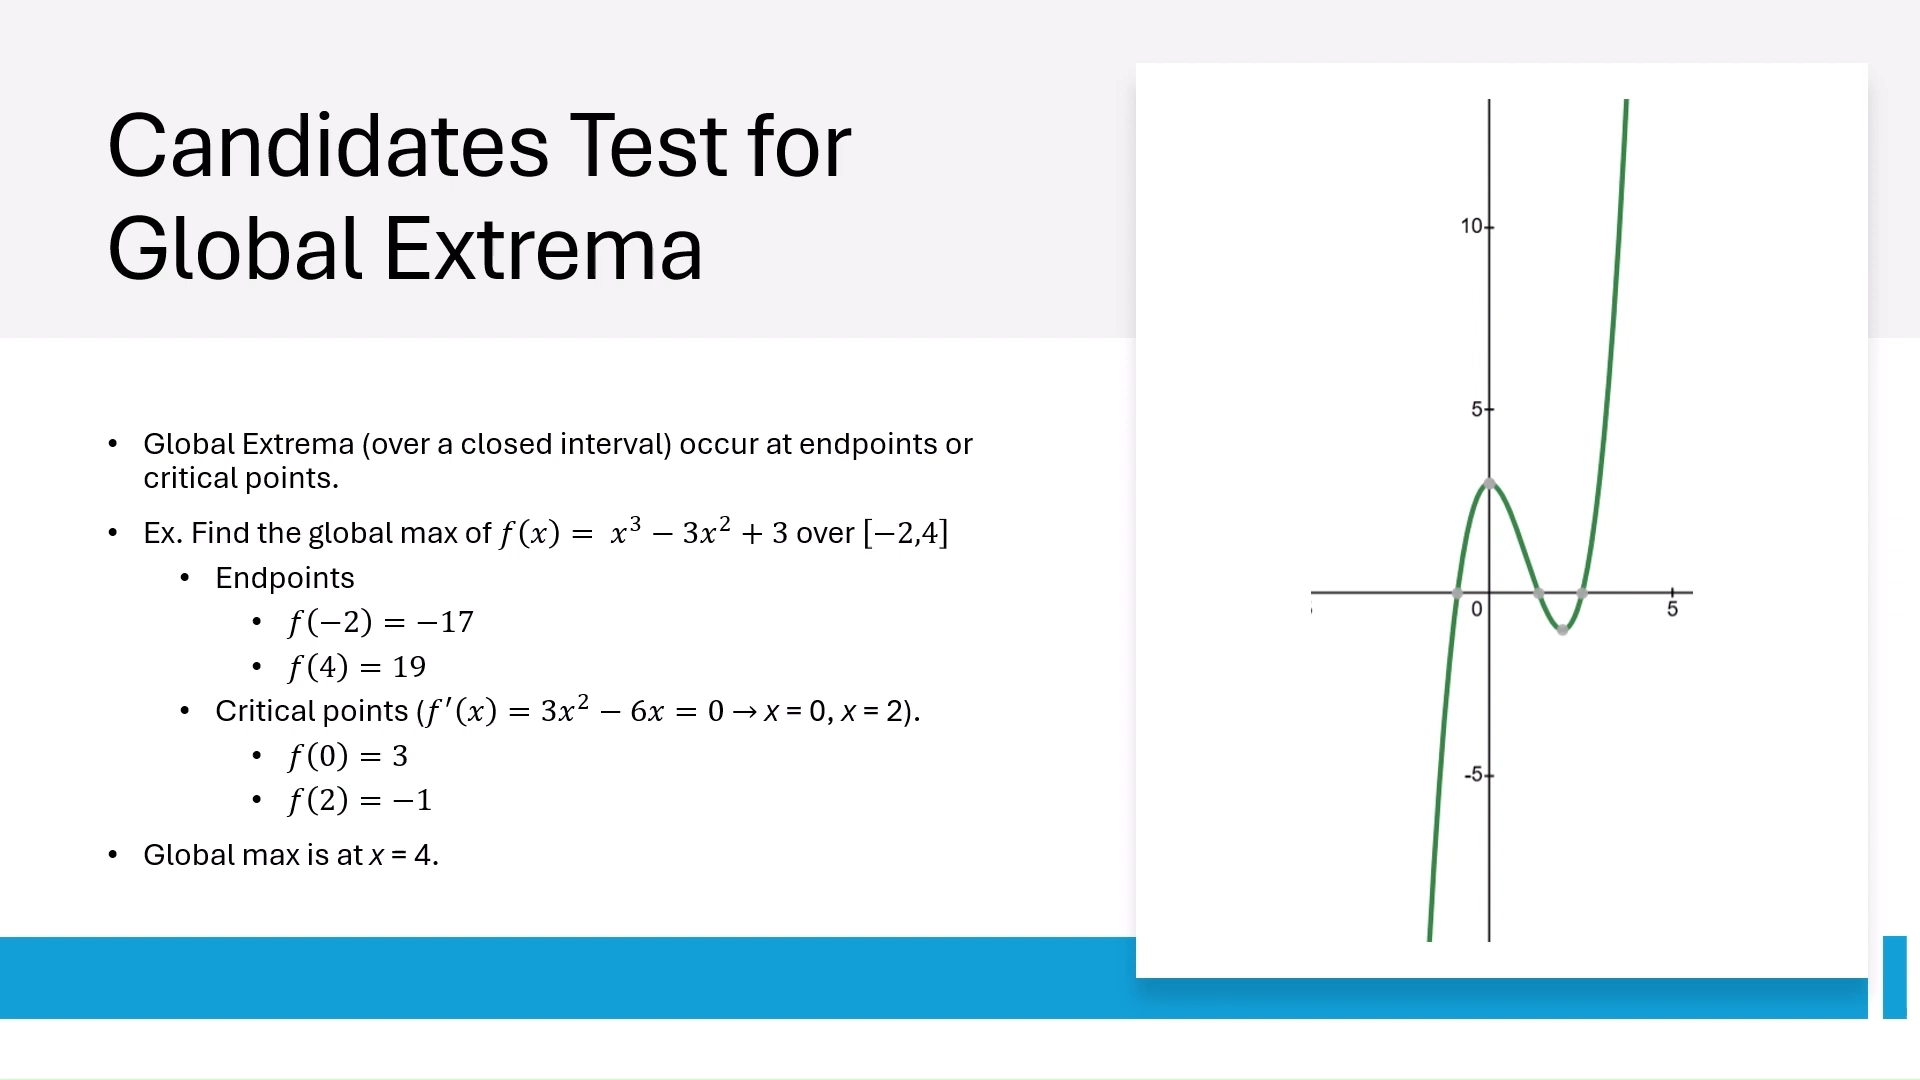 Candidates Test for
Global Extrema
• Global Extrema (over a closed interval) occur at endpoints or
critical points.
• Ex. Find the global max of f(x) = x³ − 3x² + 3 over [−2,4]
• Endpoints
• f(−2) = −17
• f(4) = 19
• Critical points (f′(x) = 3x² − 6x = 0 → x = 0, x = 2).
• f(0) = 3
• f(2) = −1
• Global max is at x = 4.
10
5
0
5
-5